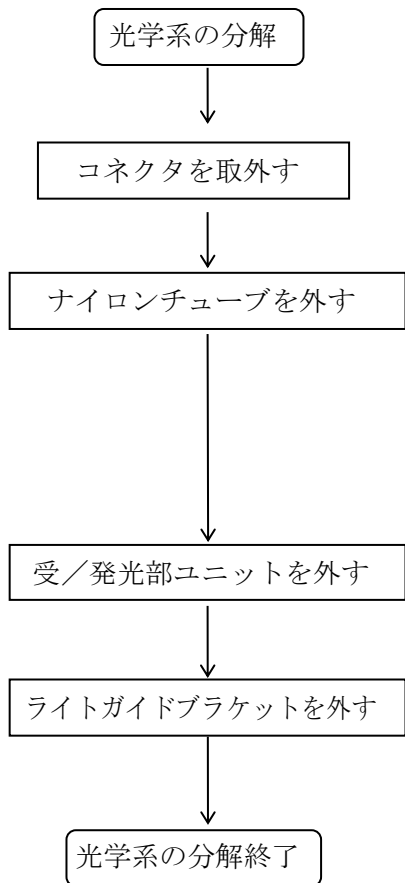 光学系の分解
コネクタを取外す
ナイロンチューブを外す
受／発光部ユニットを外す
ライトガイドブラケットを外す
光学系の分解終了